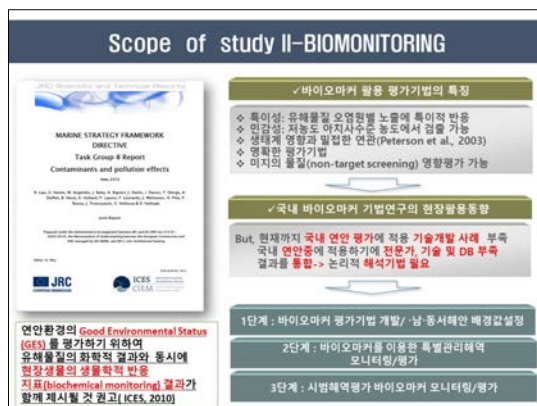 Scope of study II-BIOMONITORING
JRC Scientific and Technical Reports
MARINE STRATEGY FRAMEWORK
DIRECTIVE
Task Group 8 Report
Contaminants and pollution effects
Joint Report
JRC
EUROPEAN COMMISSION
ICES
CIEM
연안환경의 Good Environmental Status
(GES) 를 평가하기 위하여
유해물질의 화학적 결과와 동시에
현장생물의 생물학적 반응
지표(biochemical monitoring) 결과가
함께 제시될 것 권고( ICES, 2010)
✓바이오마커 활용 평가기법의 특징
❖ 특이성: 유해물질 오염원별 노출에 특이적 반응
❖ 민감성: 저농도 아치사수준 농도에서 검출 가능
❖ 생태계 영향과 밀접한 연관(Peterson et al., 2003)
❖ 명확한 평가기법
❖ 미지의 물질(non-target screening) 영향평가 가능
✓국내 바이오마커 기법연구의 현장활용동향
But, 현재까지 국내 연안 평가에 적용 기술개발 사례 부족
국내 연안중에 적용하기에 전문가, 기술 및 DB 부족
결과를 통합-> 논리적 해석기법 필요
1단계 : 바이오마커 평가기법 개발/ ·남·동서해안 배경값설정
2단계 : 바이오마커를 이용한 특별관리해역
모니터링/평가
3단계 : 시범해역평가 바이오마커 모니터링/평가